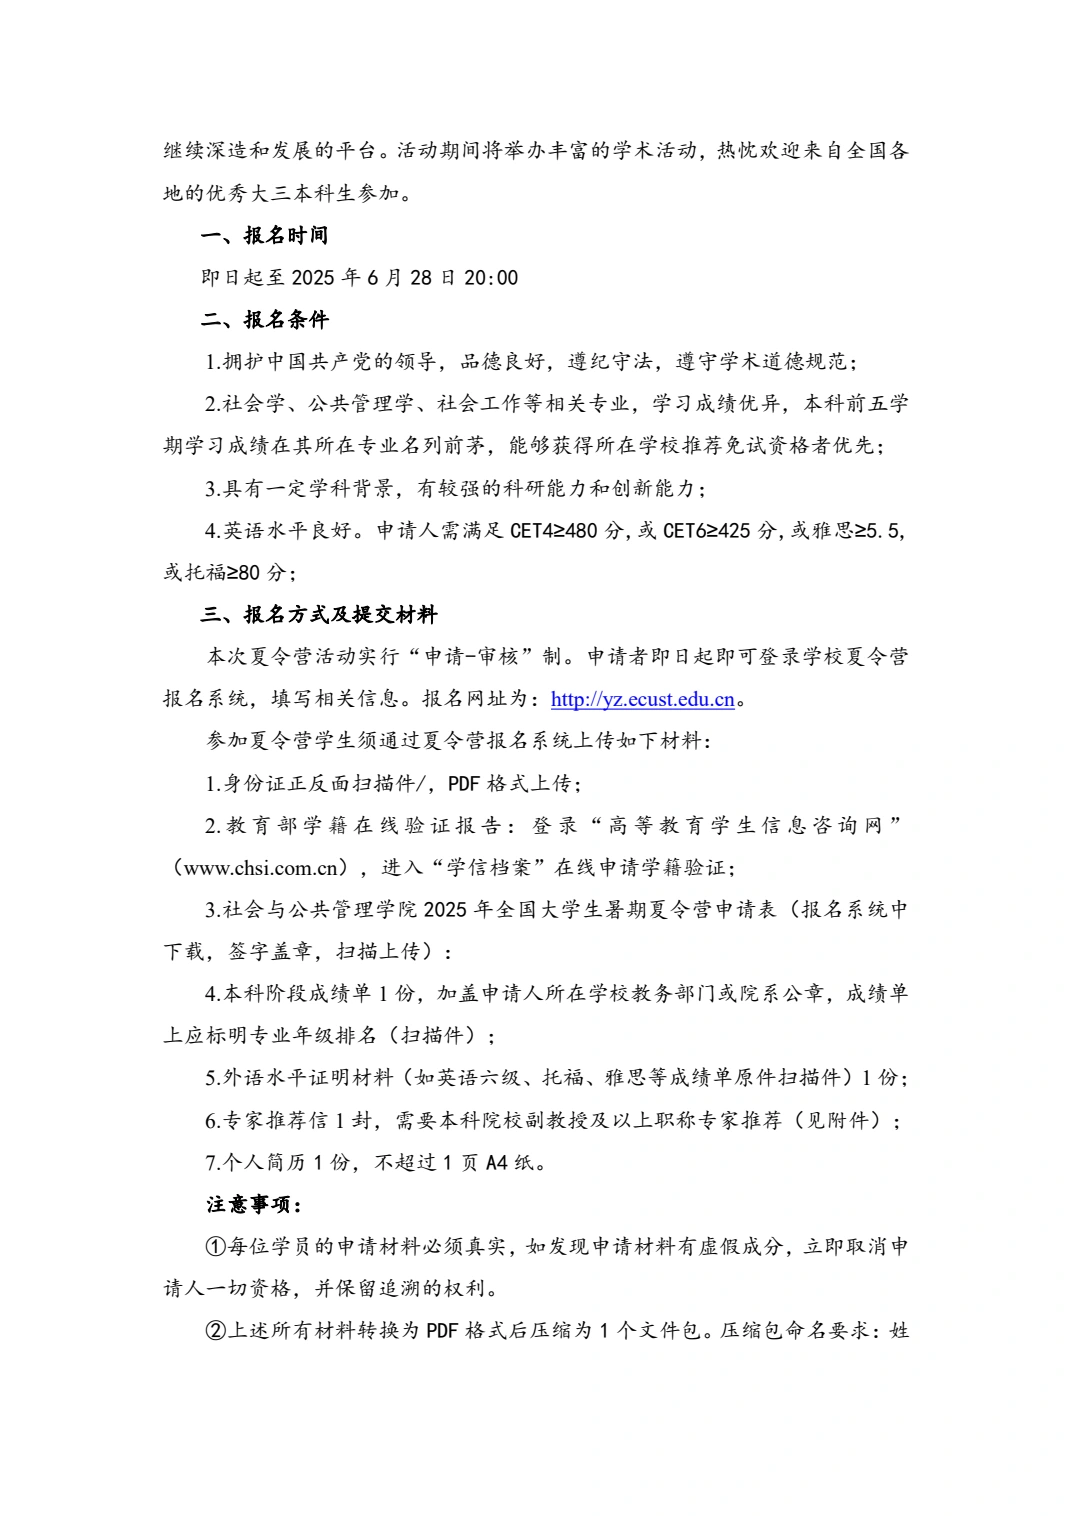 继续深造和发展的平台。活动期间将举办丰富的学术活动，热忱欢迎来自全国各
地的优秀大三本科生参加。
一、报名时间
即日起至 2025 年 6 月 28 日 20:00
二、报名条件
1.拥护中国共产党的领导，品德良好，遵纪守法，遵守学术道德规范；
2.社会学、公共管理学、社会工作等相关专业，学习成绩优异，本科前五学
期学习成绩在其所在专业名列前茅，能够获得所在学校推荐免试资格者优先；
3.具有一定学科背景，有较强的科研能力和创新能力；
4.英语水平良好。申请人需满足 CET4≥480 分,或 CET6≥425 分,或雅思≥5.5,
或托福≥80 分；
三、报名方式及提交材料
本次夏令营活动实行“申请-审核”制。申请者即日起即可登录学校夏令营
报名系统，填写相关信息。报名网址为：http://yz.ecust.edu.cn。
参加夏令营学生须通过夏令营报名系统上传如下材料：
1.身份证正反面扫描件/，PDF 格式上传；
2.教育部学籍在线验证报告：登录“高等教育学生信息咨询网”
（www.chsi.com.cn），进入“学信档案”在线申请学籍验证；
3.社会与公共管理学院 2025 年全国大学生暑期夏令营申请表（报名系统中
下载，签字盖章，扫描上传）：
4.本科阶段成绩单 1 份，加盖申请人所在学校教务部门或院系公章，成绩单
上应标明专业年级排名（扫描件）；
5.外语水平证明材料（如英语六级、托福、雅思等成绩单原件扫描件）1 份；
6.专家推荐信 1 封，需要本科院校副教授及以上职称专家推荐（见附件）；
7.个人简历 1 份，不超过 1 页 A4 纸。
注意事项：
①每位学员的申请材料必须真实，如发现申请材料有虚假成分，立即取消申
请人一切资格，并保留追溯的权利。
②上述所有材料转换为 PDF 格式后压缩为 1 个文件包。压缩包命名要求：姓